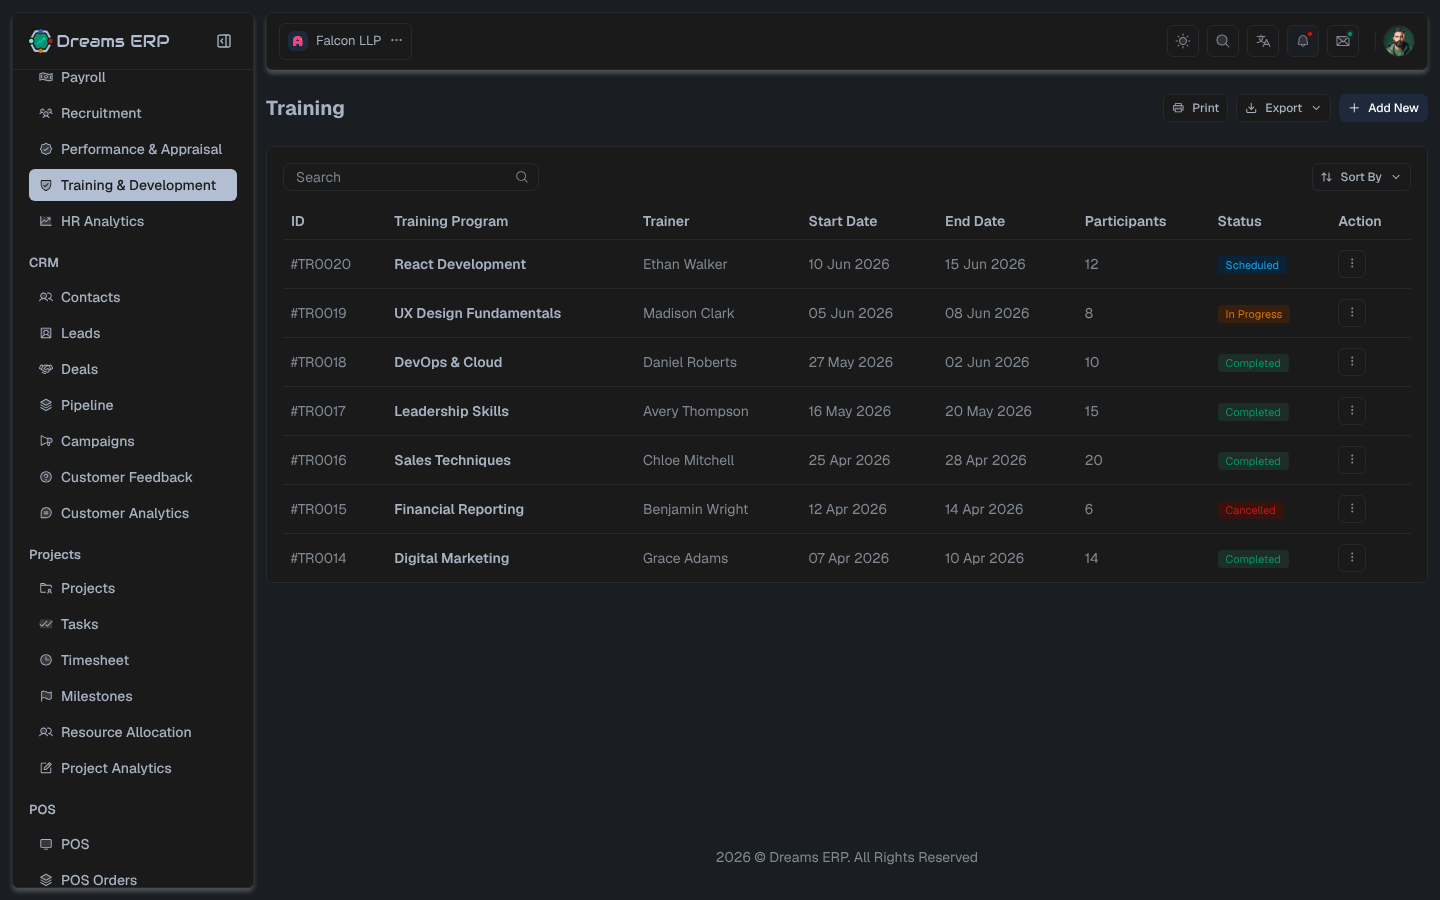 Dreams ERP
Payroll
Recruitment
Performance & Appraisal
Training & Development
HR Analytics
CRM
Contacts
Leads
Deals
Pipeline
Campaigns
Customer Feedback
Customer Analytics
Projects
Projects
Tasks
Timesheet
Milestones
Resource Allocation
Project Analytics
POS
POS
POS Orders
Falcon LLP
Training
Print
Export
Add New
Search
Sort By
ID Training Program Trainer Start Date End Date Participants Status Action
#TR0020 React Development Ethan Walker 10 Jun 2026 15 Jun 2026 12 Scheduled
#TR0019 UX Design Fundamentals Madison Clark 05 Jun 2026 08 Jun 2026 8 In Progress
#TR0018 DevOps & Cloud Daniel Roberts 27 May 2026 02 Jun 2026 10 Completed
#TR0017 Leadership Skills Avery Thompson 16 May 2026 20 May 2026 15 Completed
#TR0016 Sales Techniques Chloe Mitchell 25 Apr 2026 28 Apr 2026 20 Completed
#TR0015 Financial Reporting Benjamin Wright 12 Apr 2026 14 Apr 2026 6 Cancelled
#TR0014 Digital Marketing Grace Adams 07 Apr 2026 10 Apr 2026 14 Completed
2026 © Dreams ERP. All Rights Reserved